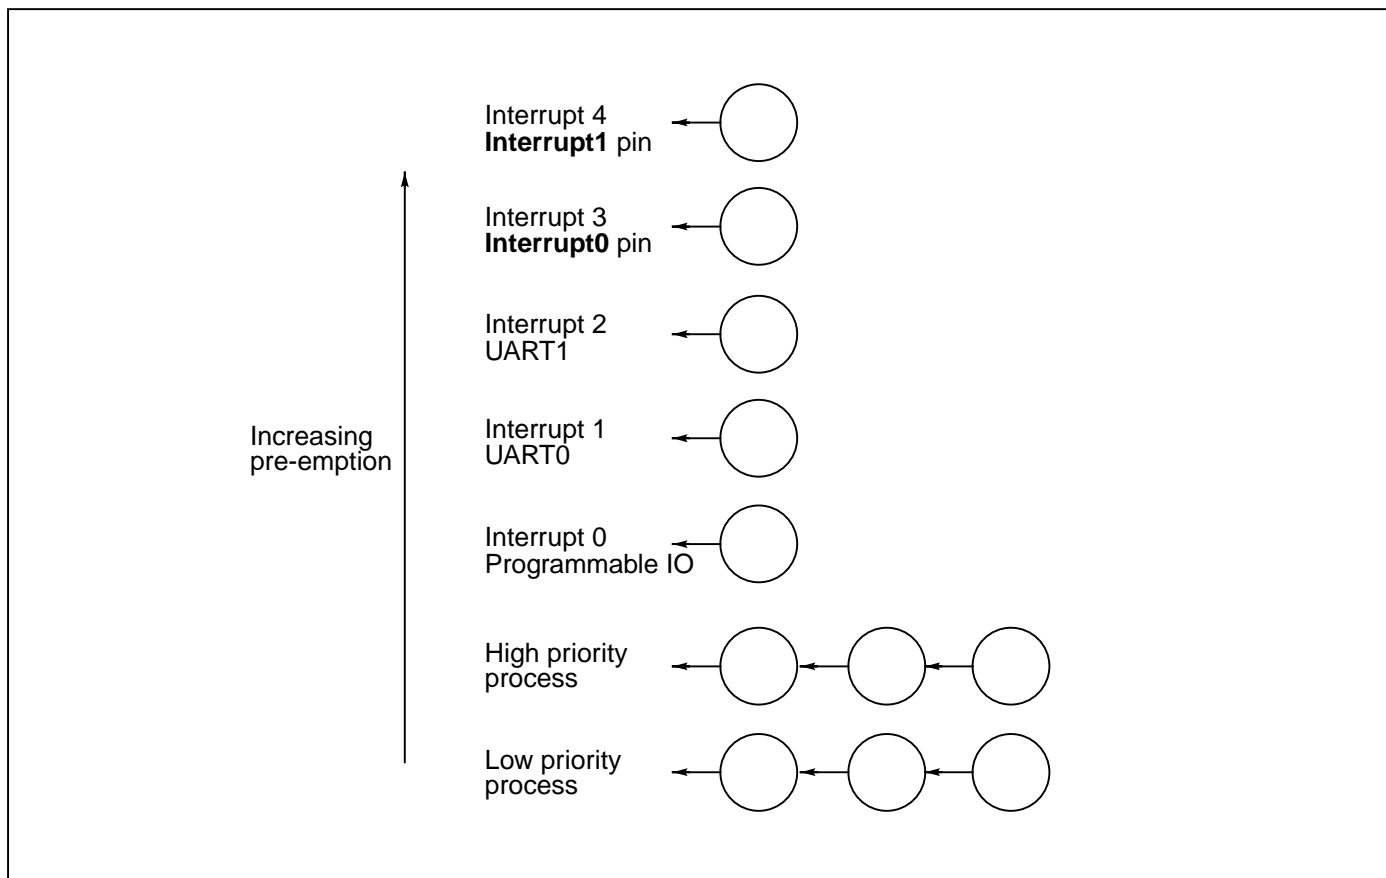 Interrupt 4
Interrupt1 pin
Interrupt 3
Interrupt0 pin
Interrupt 2
UART1
Increasing
pre-emption
Interrupt 1
UART0
Interrupt 0
Programmable IO
High priority
process
Low priority
process